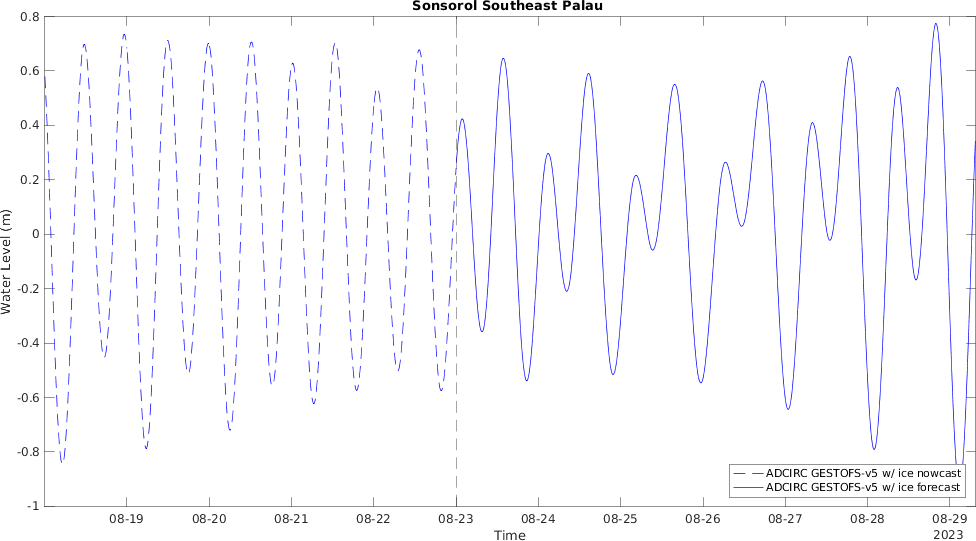 Sonsorol Southeast Palau
0.8
0.6
0.4
0.2
0
-0.2
-0.4
-0.6
-0.8
-1
Water Level (m)
08-19 08-20 08-21 08-22 08-23 08-24 08-25 08-26 08-27 08-28 08-29
2023
Time
ADCIRC GESTOFS-v5 w/ ice nowcast
ADCIRC GESTOFS-v5 w/ ice forecast